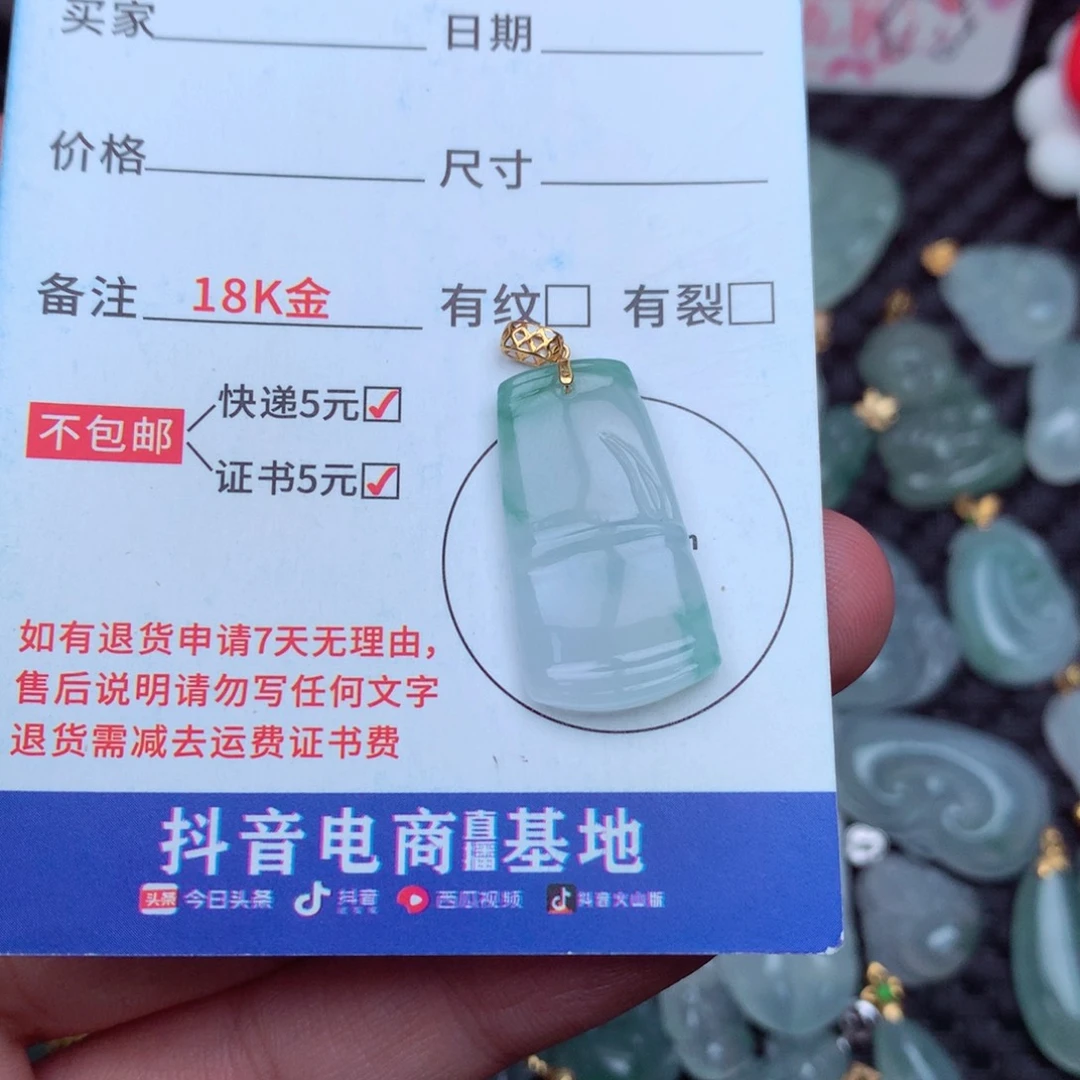 买家 日期
价格 尺寸
备注 18K金 有纹□ 有裂□
不包邮 快递5元☑
证书5元☑
如有退货申请7天无理由，
售后说明请勿写任何文字
退货需减去运费证书费
抖音电商直播基地
头条 今日头条 抖音 西瓜视频 抖音火山版